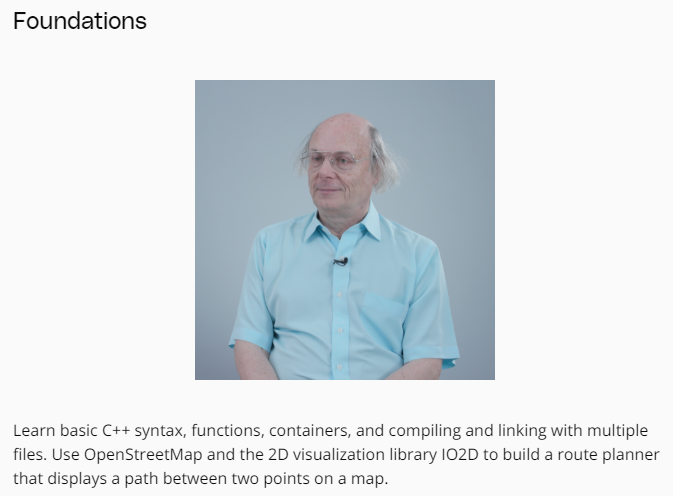 Foundations
Learn basic C++ syntax, functions, containers, and compiling and linking with multiple
files. Use OpenStreetMap and the 2D visualization library IO2D to build a route planner
that displays a path between two points on a map.